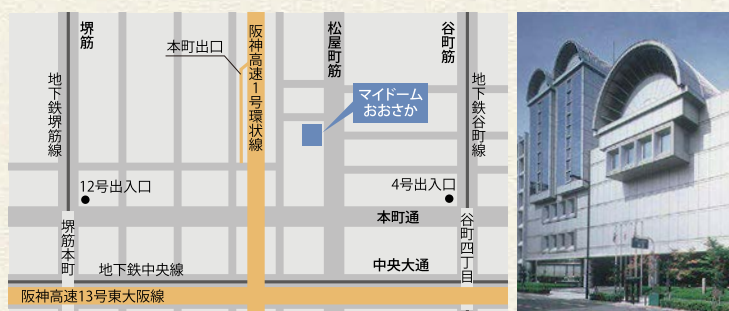 堺筋
地下鉄堺筋線
本町出口
阪神高速1号環状線
松屋町筋
谷町筋
地下鉄谷町線
マイドーム
おおさか
12号出入口
4号出入口
本町通
堺筋本町
谷町四丁目
地下鉄中央線
中央大通
阪神高速13号東大阪線